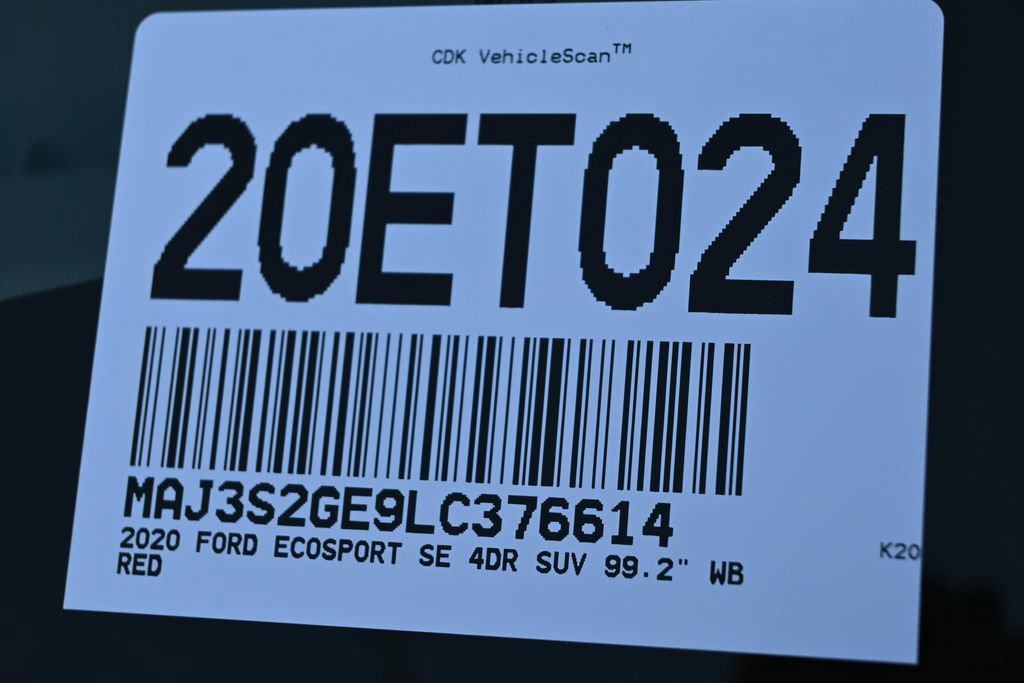 CDK VehicleScan™
20ET024
MAJ3S2GE9LC376614
2020 FORD ECOSPORT SE 4DR SUV 99.2" WB
RED
K20